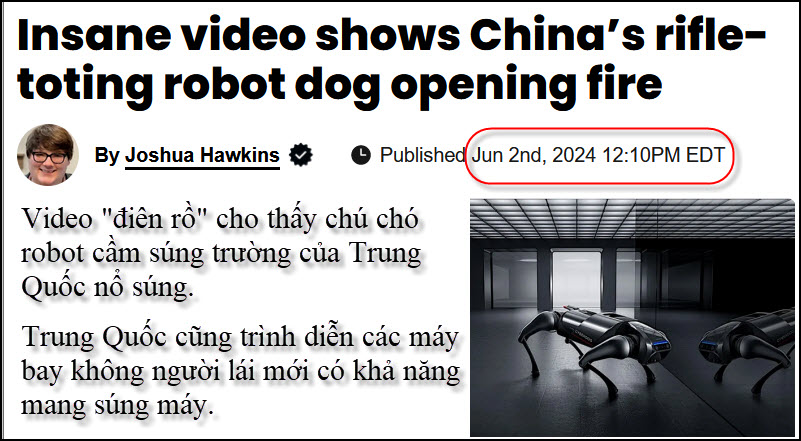 Insane video shows China’s rifle-
toting robot dog opening fire
By Joshua Hawkins
Published Jun 2nd, 2024 12:10PM EDT
Video "điên rồ" cho thấy chú chó
robot cầm súng trường của Trung
Quốc nổ súng.
Trung Quốc cũng trình diễn các máy
bay không người lái mới có khả năng
mang súng máy.